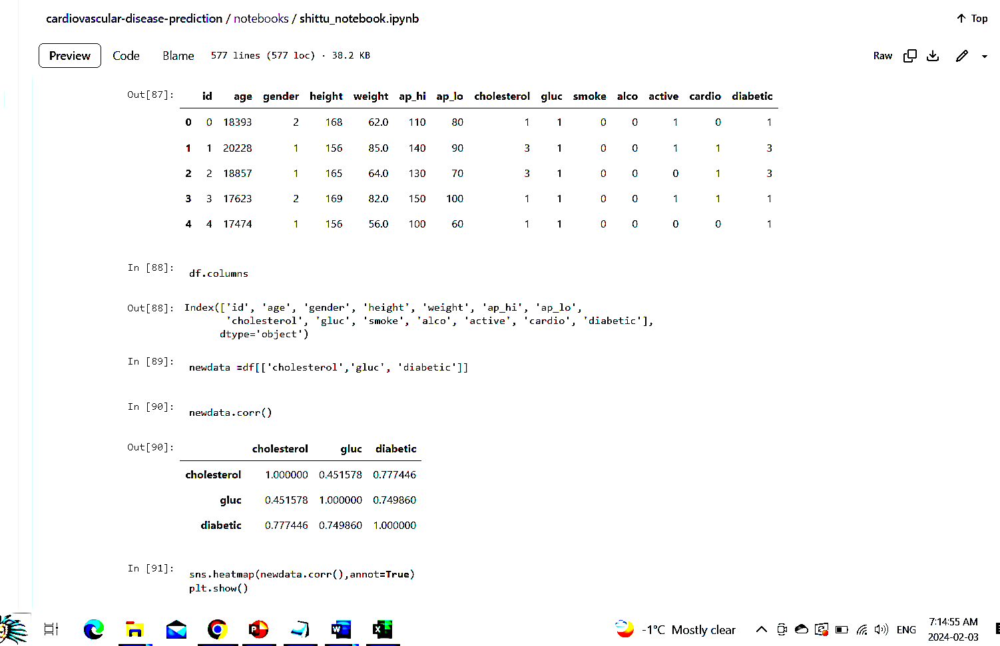 cardiovascular-disease-prediction / notebooks / shittu_notebook.ipynb
Top
Preview Code Blame 577 lines (577 loc) · 38.2 KB
Raw
Out[87]:
id age gender height weight ap_hi ap_lo cholesterol gluc smoke alco active cardio diabetic
0 0 18393 2 168 62.0 110 80 1 1 0 0 1 0 1
1 1 20228 1 156 85.0 140 90 3 1 0 0 1 1 3
2 2 18857 1 165 64.0 130 70 3 1 0 0 0 1 3
3 3 17623 2 169 82.0 150 100 1 1 0 0 1 1 1
4 4 17474 1 156 56.0 100 60 1 1 0 0 0 0 1
In [88]: df.columns
Out[88]: Index(['id', 'age', 'gender', 'height', 'weight', 'ap_hi', 'ap_lo',
'cholesterol', 'gluc', 'smoke', 'alco', 'active', 'cardio', 'diabetic'],
dtype='object')
In [89]: newdata =df[['cholesterol','gluc', 'diabetic']]
In [90]: newdata.corr()
Out[90]:
cholesterol gluc diabetic
cholesterol 1.000000 0.451578 0.777446
gluc 0.451578 1.000000 0.749860
diabetic 0.777446 0.749860 1.000000
In [91]: sns.heatmap(newdata.corr(),annot=True)
plt.show()
P
W
X
-1°C Mostly clear
ENG
7:14:55 AM
2024-02-03